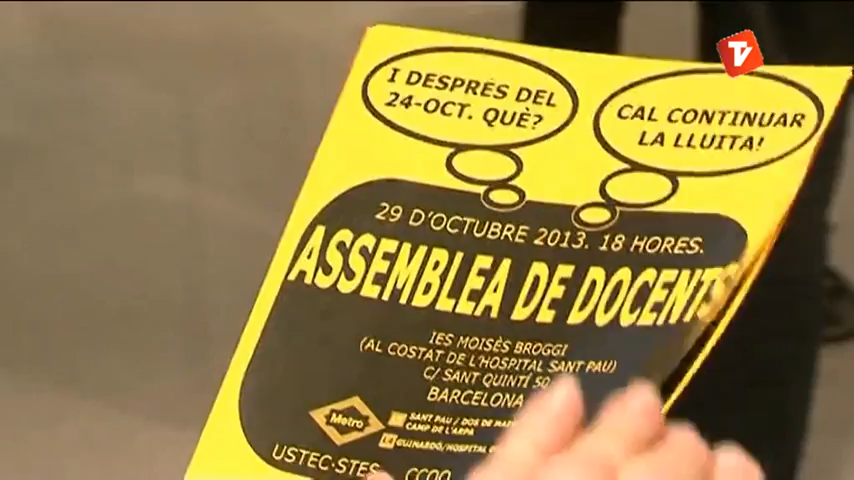 TV
I DESPRÉS DEL
24-OCT. QUÈ?
CAL CONTINUAR
LA LLUITA!
29 D'OCTUBRE 2013. 18 HORES.
ASSEMBLEA DE DOCENTS
IES MOISÈS BROGGI
(AL COSTAT DE L'HOSPITAL SANT PAU)
C/ SANT QUINTÍ 50
BARCELONA
Metro
SANT PAU / DOS DE
CAMP DE L'ARPA
GUINARDÓ/HOSPITAL
USTEC·STES CCOO